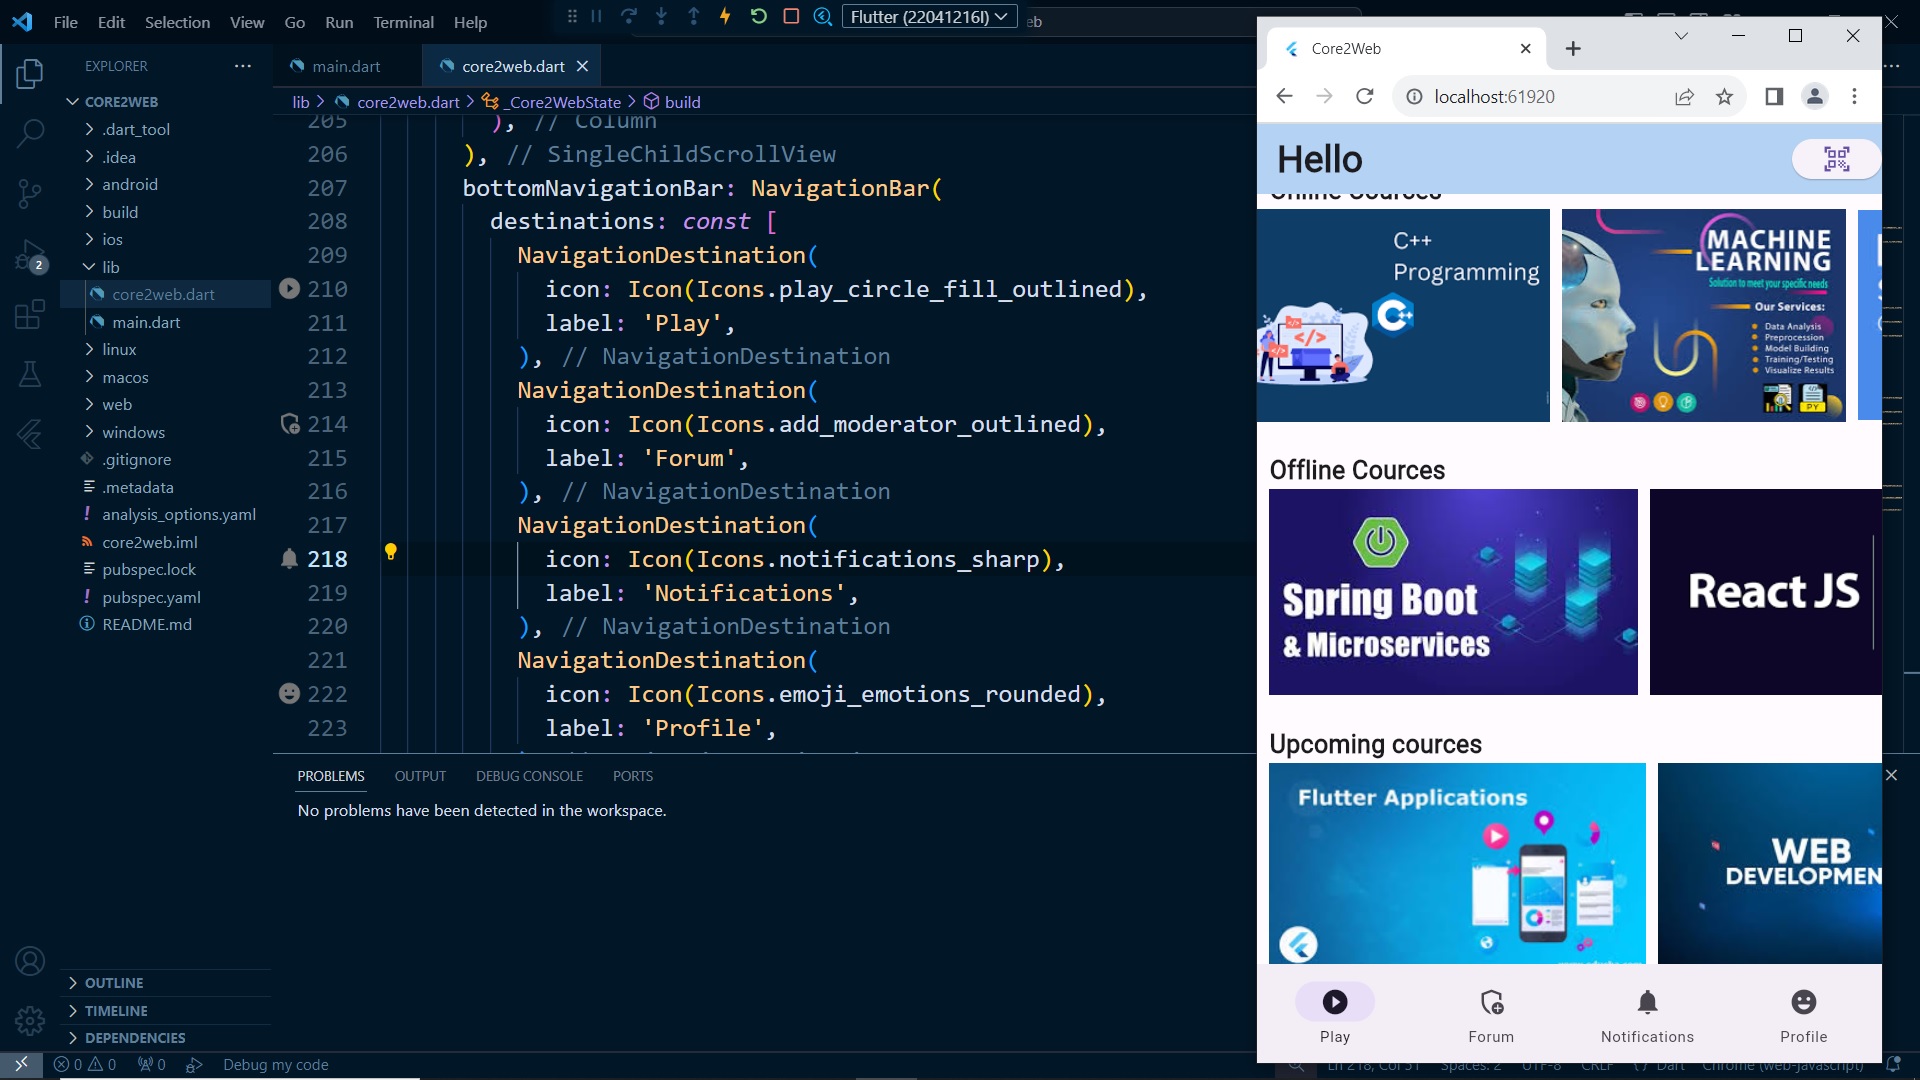 File Edit Selection View Go Run Terminal Help
Flutter (22041216I)
EXPLORER
CORE2WEB
.dart_tool
.idea
android
build
ios
lib
core2web.dart
main.dart
linux
macos
web
windows
.gitignore
.metadata
analysis_options.yaml
core2web.iml
pubspec.lock
pubspec.yaml
README.md
OUTLINE
TIMELINE
DEPENDENCIES
2
main.dart
core2web.dart
lib > core2web.dart > _Core2WebState > build
205 ), // Column
206 ), // SingleChildScrollView
207 bottomNavigationBar: NavigationBar(
208 destinations: const [
209 NavigationDestination(
210 icon: Icon(Icons.play_circle_fill_outlined),
211 label: 'Play',
212 ), // NavigationDestination
213 NavigationDestination(
214 icon: Icon(Icons.add_moderator_outlined),
215 label: 'Forum',
216 ), // NavigationDestination
217 NavigationDestination(
218 icon: Icon(Icons.notifications_sharp),
219 label: 'Notifications',
220 ), // NavigationDestination
221 NavigationDestination(
222 icon: Icon(Icons.emoji_emotions_rounded),
223 label: 'Profile',
PROBLEMS OUTPUT DEBUG CONSOLE PORTS
No problems have been detected in the workspace.
Core2Web
localhost:61920
Hello
Online Cources
C++
Programming
C++
MACHINE
LEARNING
Solution to meet your specific needs
Our Services:
Data Analysis
Preprocession
Model Building
Training/Testing
Visualize Results
PY
Offline Cources
Spring Boot
& Microservices
React JS
Upcoming cources
Flutter Applications
WEB
DEVELOPMEN
Play Forum Notifications Profile
0 0 0 Debug my code
Ln 218, Col 51 Spaces: 2 UTF-8 CRLF {} Dart Chrome (web-javascript)